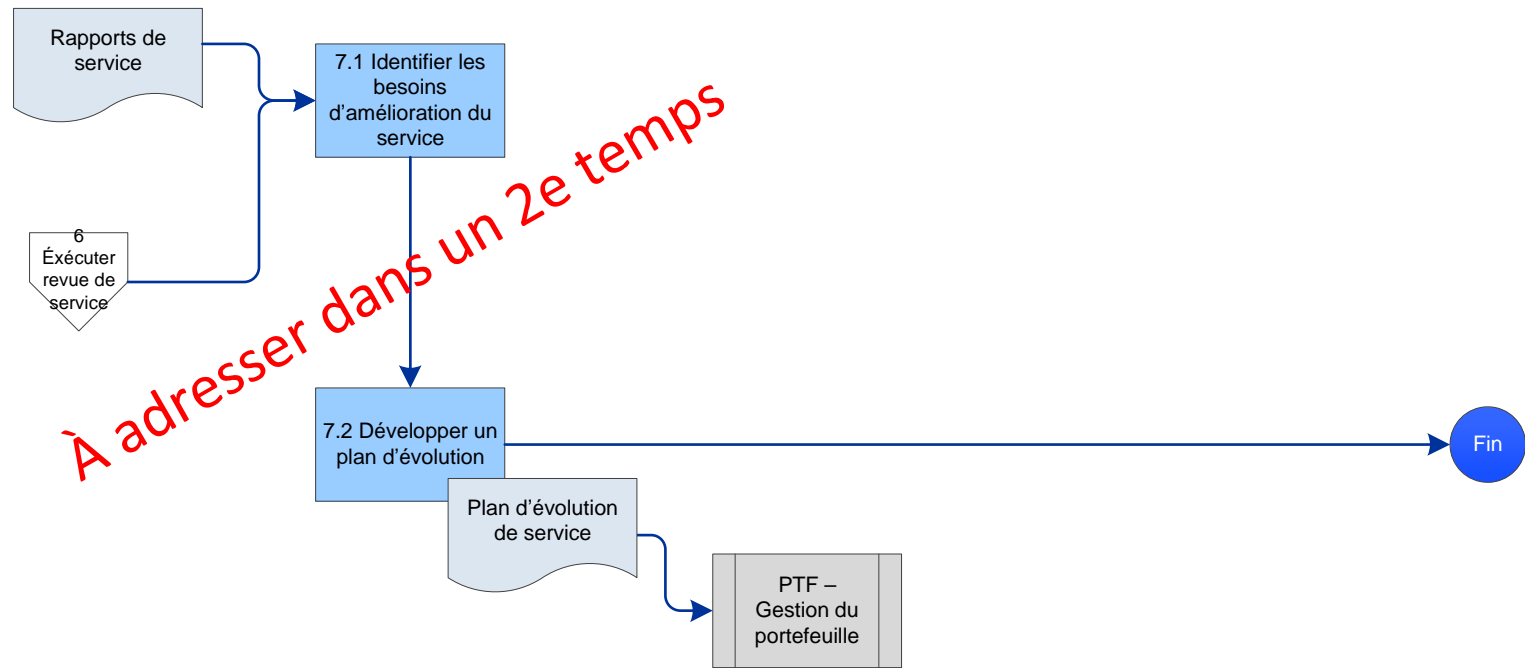 Rapports de
service
7.1 Identifier les
besoins
d'amélioration du
service
6
Éxécuter
revue de
service
À adresser dans un 2e temps
7.2 Développer un
plan d'évolution
Fin
Plan d'évolution
de service
PTF –
Gestion du
portefeuille